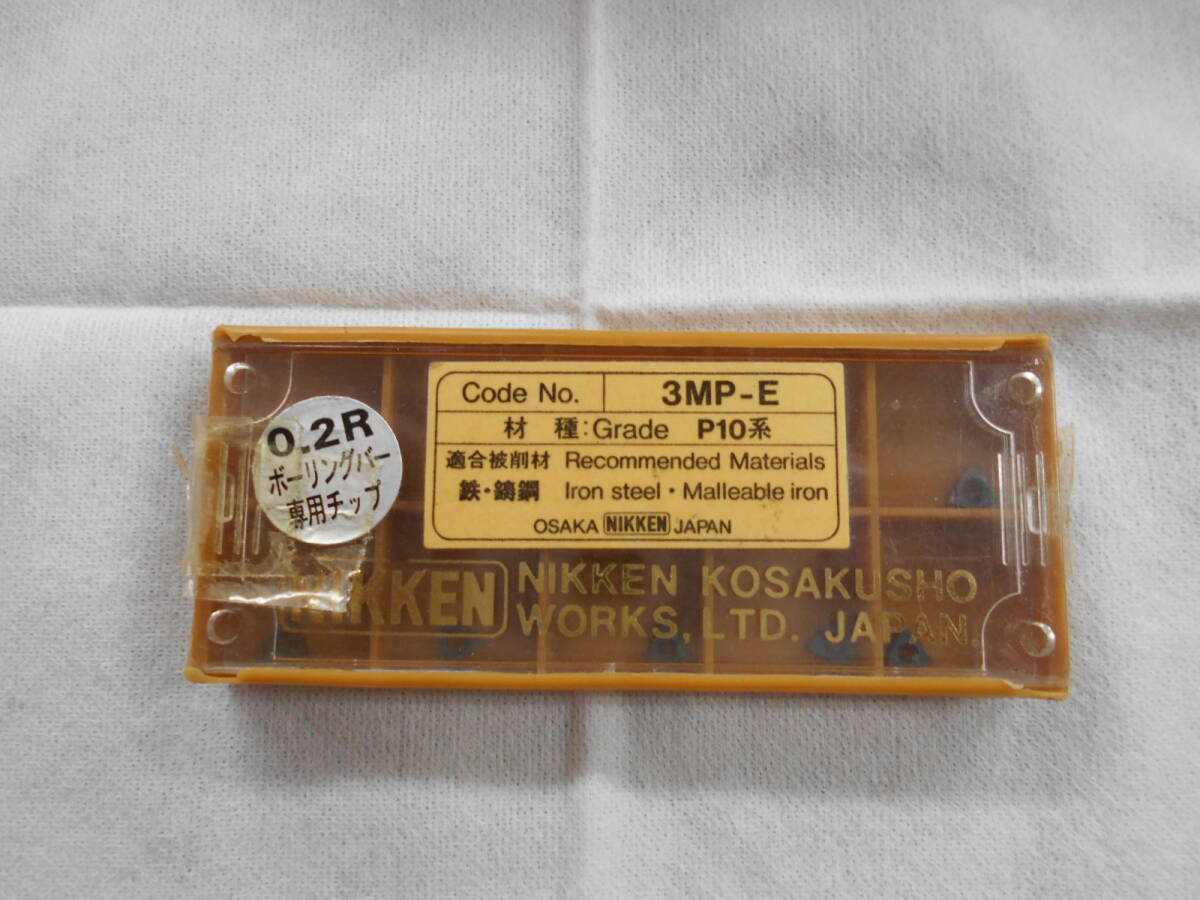 0.2R
ボーリングバー
専用チップ
Code No. 3MP-E
材 種:Grade P10系
適合被削材 Recommended Materials
鉄・鋳鋼 Iron steel・Malleable iron
OSAKA NIKKEN JAPAN
NIKKEN NIKKEN KOSAKUSHO
WORKS, LTD. JAPAN.